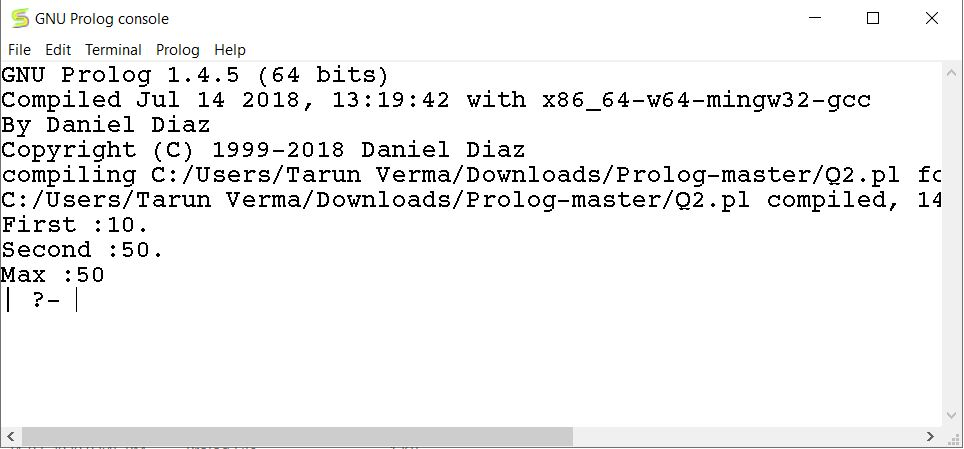 GNU Prolog console
File Edit Terminal Prolog Help
GNU Prolog 1.4.5 (64 bits)
Compiled Jul 14 2018, 13:19:42 with x86_64-w64-mingw32-gcc
By Daniel Diaz
Copyright (C) 1999-2018 Daniel Diaz
compiling C:/Users/Tarun Verma/Downloads/Prolog-master/Q2.pl fo
C:/Users/Tarun Verma/Downloads/Prolog-master/Q2.pl compiled, 14
First :10.
Second :50.
Max :50
| ?-